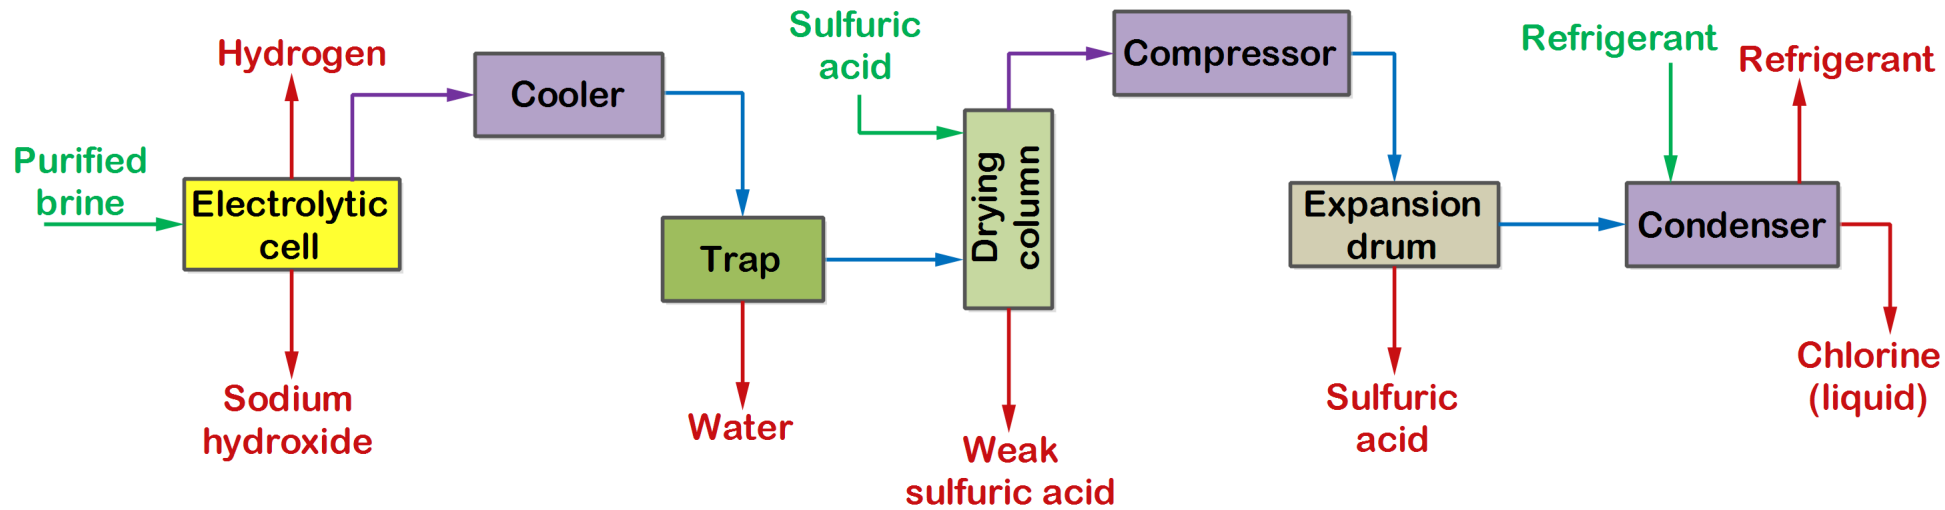 Purified
brine
Hydrogen
Electrolytic
cell
Sodium
hydroxide
Cooler
Trap
Water
Sulfuric
acid
Drying
column
Weak
sulfuric acid
Compressor
Expansion
drum
Sulfuric
acid
Refrigerant
Refrigerant
Condenser
Chlorine
(liquid)